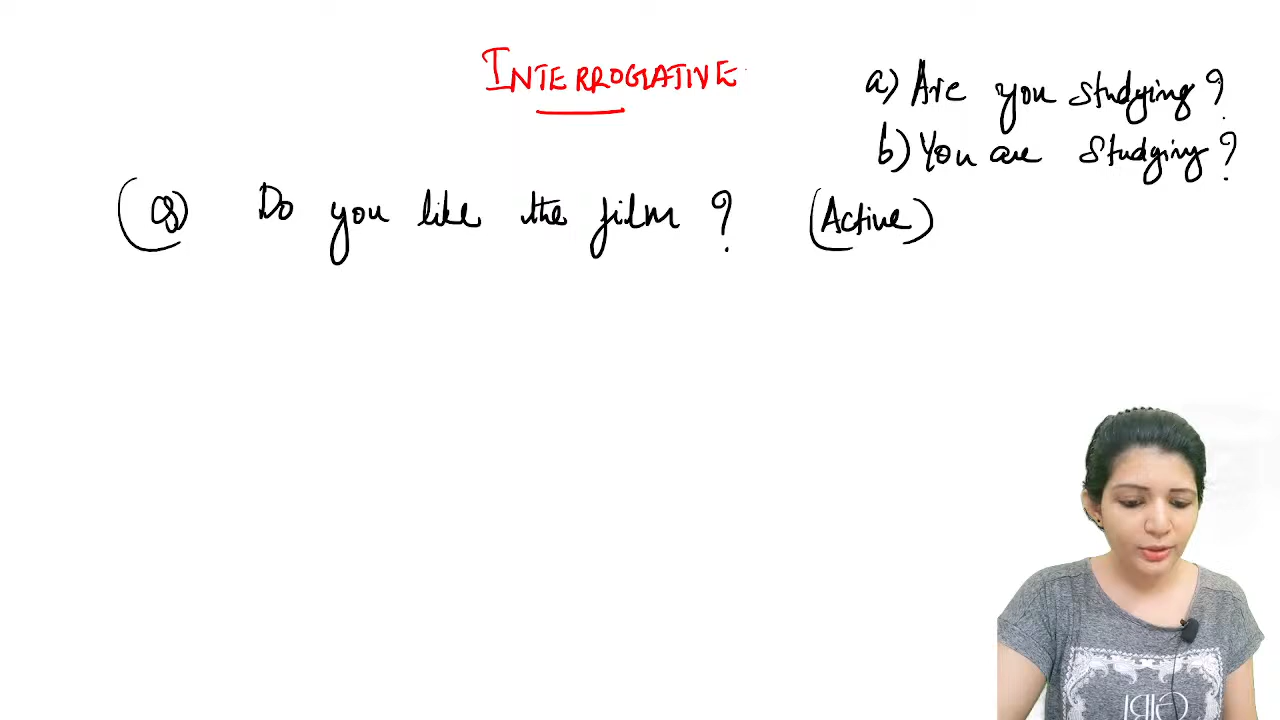 INTERROGATIVE
a) Are you studying?
b) You are studying?
(Q) Do you like the film ? (Active)